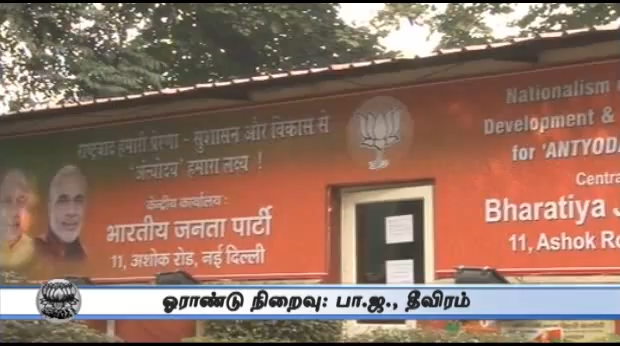 राष्ट्रवाद हमारी प्रेरणा - सुशासन और विकास से
'अंत्योदय' हमारा लक्ष्य !
केन्द्रीय कार्यालय :
भारतीय जनता पार्टी
11, अशोक रोड, नई दिल्ली
Nationalism
Development &
for 'ANTYODA
Centra
Bharatiya J
11, Ashok Ro
ஓராண்டு நிறைவு: பா.ஜ., தீவிரம்